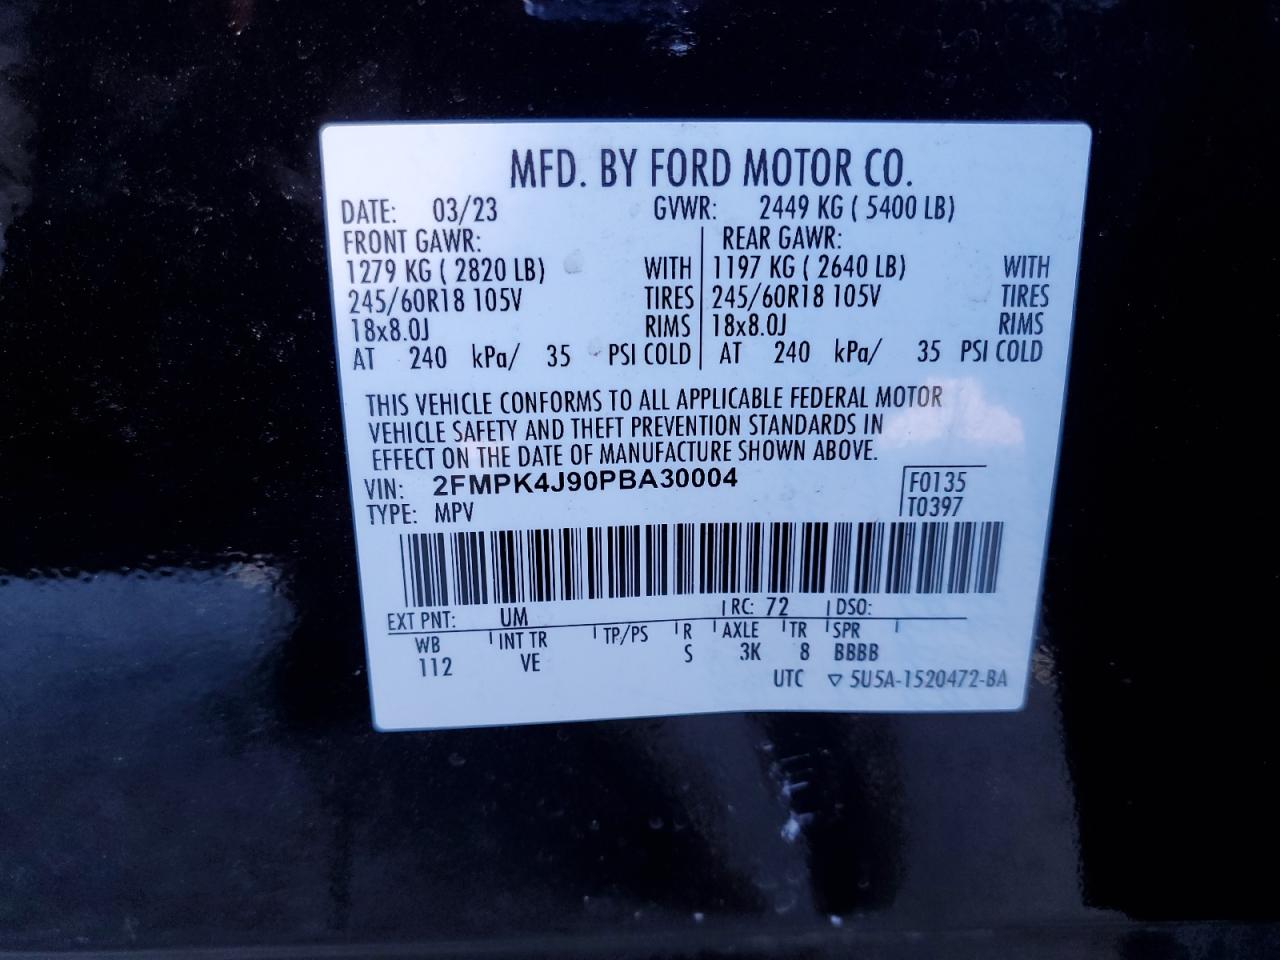 MFD. BY FORD MOTOR CO.
DATE: 03/23 GVWR: 2449 KG ( 5400 LB)
FRONT GAWR: REAR GAWR:
1279 KG ( 2820 LB) WITH 1197 KG ( 2640 LB) WITH
245/60R18 105V TIRES 245/60R18 105V TIRES
18x8.0J RIMS 18x8.0J RIMS
AT 240 kPa/ 35 PSI COLD AT 240 kPa/ 35 PSI COLD
THIS VEHICLE CONFORMS TO ALL APPLICABLE FEDERAL MOTOR
VEHICLE SAFETY AND THEFT PREVENTION STANDARDS IN
EFFECT ON THE DATE OF MANUFACTURE SHOWN ABOVE.
VIN: 2FMPK4J90PBA30004 F0135
TYPE: MPV T0397
EXT PNT: UM RC: 72 DSO:
WB INT TR TP/PS R AXLE TR SPR
112 VE S 3K 8 BBBB
UTC ▽ 5U5A-1520472-BA